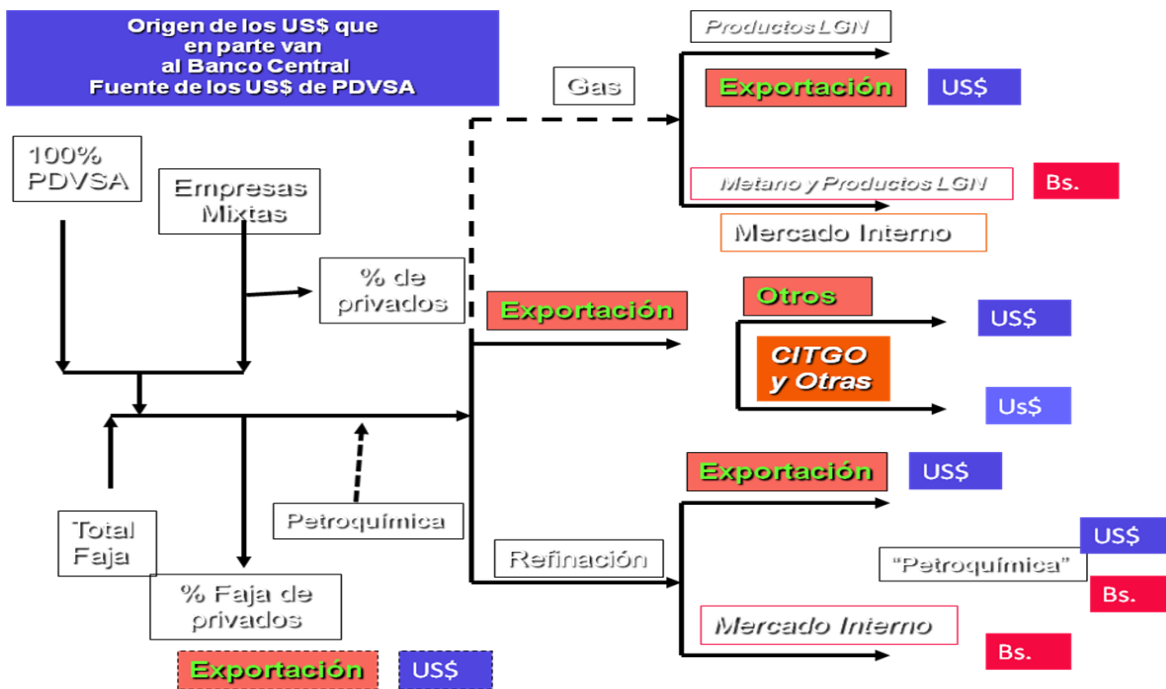 Origen de los US$ que
en parte van
al Banco Central
Fuente de los US$ de PDVSA
Productos LGN
Gas
Exportación
US$
100%
PDVSA
Empresas
Mixtas
Metano y Productos LGN
Bs.
Mercado Interno
% de
privados
Exportación
Otros
US$
CITGO
y Otras
Us$
Exportación
US$
Total
Faja
Petroquímica
Refinación
US$
"Petroquímica"
Bs.
% Faja de
privados
Mercado Interno
Bs.
Exportación
US$